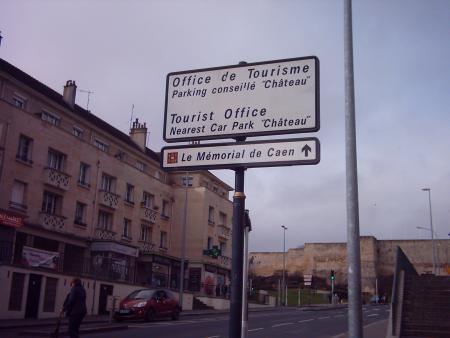 Office de Tourisme
Parking conseillé "Château"
Tourist Office
Nearest Car Park "Château"
Le Mémorial de Caen